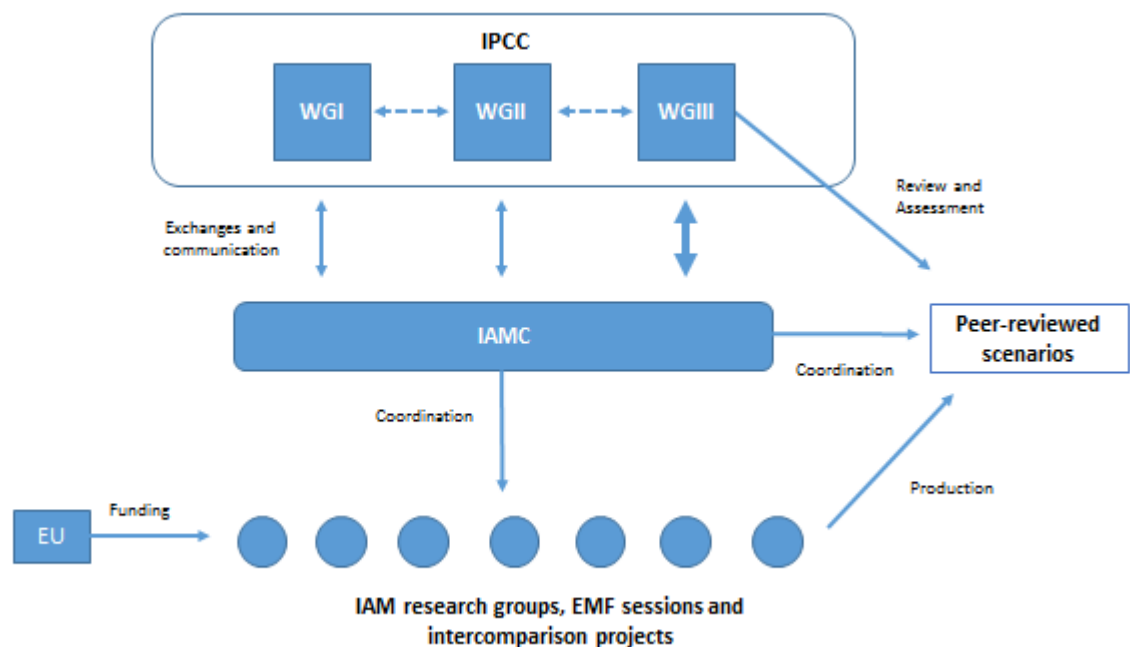 IPCC
WGI
WGII
WGIII
Review and
Assessment
Exchanges and
communication
IAMC
Peer-reviewed
scenarios
Coordination
Coordination
Production
Funding
EU
IAM research groups, EMF sessions and
intercomparison projects